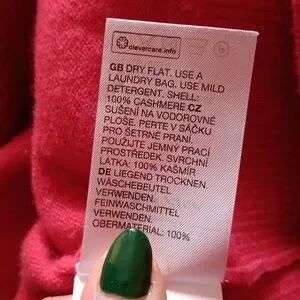 clevercare.info
GB DRY FLAT. USE A
LAUNDRY BAG. USE MILD
DETERGENT. SHELL:
100% CASHMERE CZ
SUŠENÍ NA VODOROVNÉ
PLOŠE. PERTE V SÁČKU
PRO ŠETRNÉ PRANÍ.
POUŽIJTE JEMNÝ PRACÍ
PROSTŘEDEK. SVRCHNÍ
LÁTKA: 100% KAŠMÍR
DE LIEGEND TROCKNEN.
WÄSCHEBEUTEL
VERWENDEN.
FEINWASCHMITTEL
VERWENDEN.
OBERMATERIAL: 100%